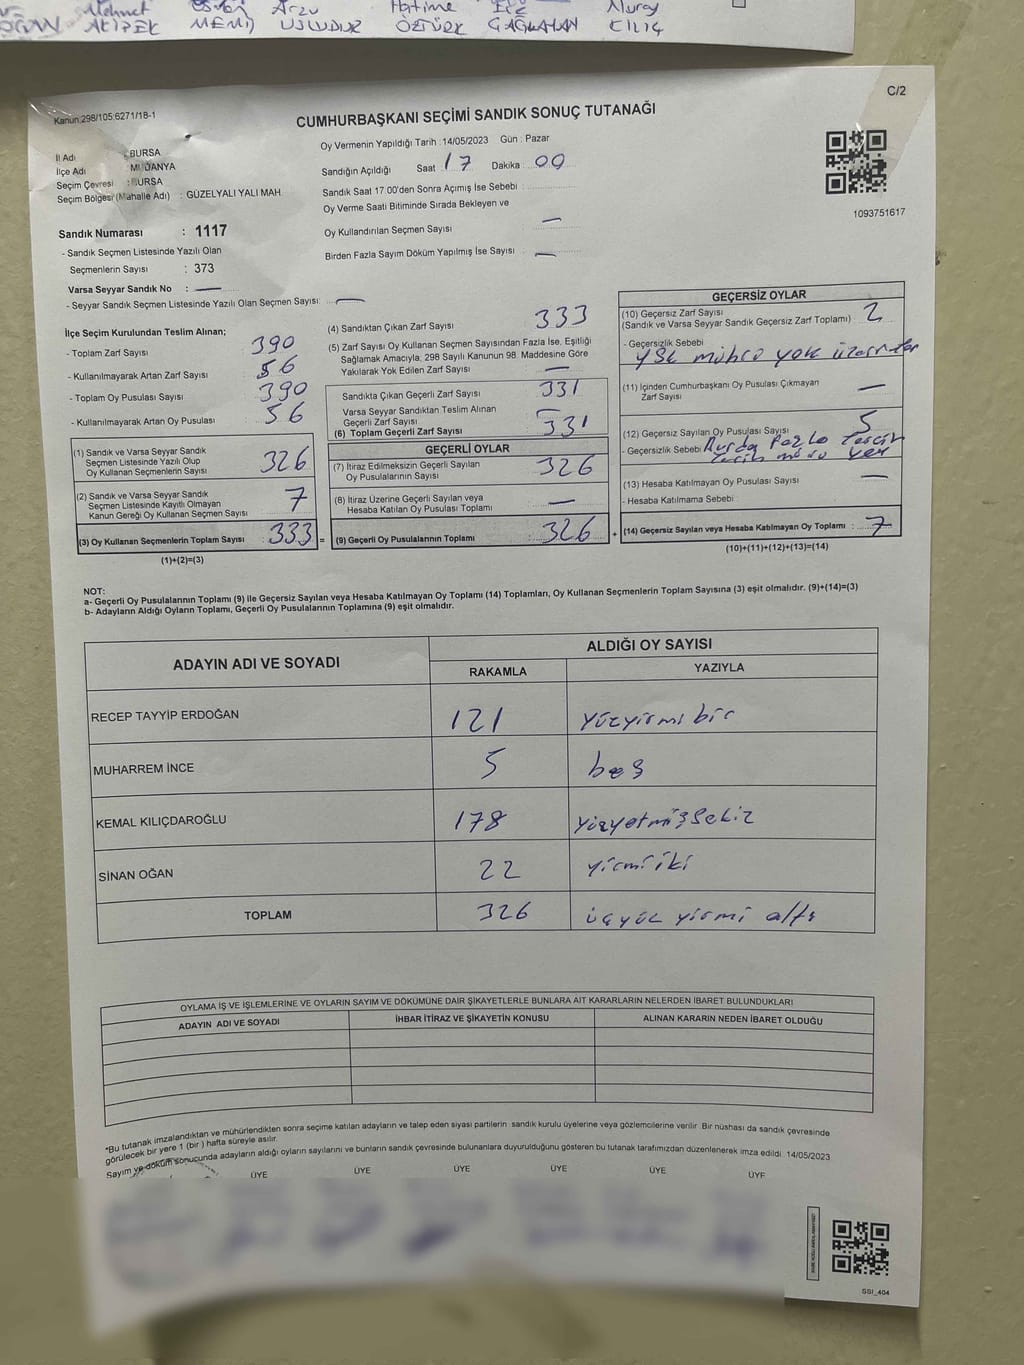 Mehmet Arzu Hatime Ece Nuray
AKİPEK MEMİŞ USLUDUR ÖZTÜRK ÇAĞLAYAN KILIÇ
C/2
Kanun:298/105:6271/18-1
CUMHURBAŞKANI SEÇİMİ SANDIK SONUÇ TUTANAĞI
İl Adı : BURSA
İlçe Adı MUDANYA
Seçim Çevresi : BURSA
Seçim Bölgesi (Mahalle Adı) : GÜZELYALI YALI MAH.
Oy Vermenin Yapıldığı Tarih :14/05/2023 Gün : Pazar
Sandığın Açıldığı Saat 17 Dakika 00
Sandık Saat 17.00'den Sonra Açımış İse Sebebi :
Oy Verme Saati Bitiminde Sırada Bekleyen ve
Oy Kullandırılan Seçmen Sayısı : —
Birden Fazla Sayım Döküm Yapılmış İse Sayısı : —
1093751617
Sandık Numarası : 1117
- Sandık Seçmen Listesinde Yazılı Olan
Seçmenlerin Sayısı : 373
Varsa Seyyar Sandık No : —
- Seyyar Sandık Seçmen Listesinde Yazılı Olan Seçmen Sayısı: —
İlçe Seçim Kurulundan Teslim Alınan;
- Toplam Zarf Sayısı 390
- Kullanılmayarak Artan Zarf Sayısı 56
- Toplam Oy Pusulası Sayısı 390
- Kullanılmayarak Artan Oy Pusulası 56
(1) Sandık ve Varsa Seyyar Sandık
Seçmen Listesinde Yazılı Olup
Oy Kullanan Seçmenlerin Sayısı 326
(2) Sandık ve Varsa Seyyar Sandık
Seçmen Listesinde Kayıtlı Olmayan
Kanun Gereği Oy Kullanan Seçmen Sayısı 7
(3) Oy Kullanan Seçmenlerin Toplam Sayısı : 333 =
(1)+(2)=(3)
(4) Sandıktan Çıkan Zarf Sayısı 333
(5) Zarf Sayısı Oy Kullanan Seçmen Sayısından Fazla İse, Eşitliği
Sağlamak Amacıyla, 298 Sayılı Kanunun 98. Maddesine Göre
Yakılarak Yok Edilen Zarf Sayısı —
Sandıkta Çıkan Geçerli Zarf Sayısı 331
Varsa Seyyar Sandıktan Teslim Alınan
Geçerli Zarf Sayısı —
(6) Toplam Geçerli Zarf Sayısı 331
GEÇERLİ OYLAR
(7) İtiraz Edilmeksizin Geçerli Sayılan
Oy Pusulalarının Sayısı 326
(8) İtiraz Üzerine Geçerli Sayılan veya
Hesaba Katılan Oy Pusulası Toplamı —
(9) Geçerli Oy Pusulalarının Toplamı 326 +
GEÇERSİZ OYLAR
(10) Geçersiz Zarf Sayısı
(Sandık ve Varsa Seyyar Sandık Geçersiz Zarf Toplamı) : 2
- Geçersizlik Sebebi
YSK mührü yok üzerinde
(11) İçinden Cumhurbaşkanı Oy Pusulası Çıkmayan
Zarf Sayısı —
(12) Geçersiz Sayılan Oy Pusulası Sayısı 5
- Geçersizlik Sebebi fazla tercih
tercih mührü yok
(13) Hesaba Katılmayan Oy Pusulası Sayısı —
- Hesaba Katılmama Sebebi
(14) Geçersiz Sayılan veya Hesaba Katılmayan Oy Toplamı : 7
(10)+(11)+(12)+(13)=(14)
NOT:
a- Geçerli Oy Pusulalarının Toplamı (9) ile Geçersiz Sayılan veya Hesaba Katılmayan Oy Toplamı (14) Toplamları, Oy Kullanan Seçmenlerin Toplam Sayısına (3) eşit olmalıdır. (9)+(14)=(3)
b- Adayların Aldığı Oyların Toplamı, Geçerli Oy Pusulalarının Toplamına (9) eşit olmalıdır.
ADAYIN ADI VE SOYADI ALDIĞI OY SAYISI
RAKAMLA YAZIYLA
RECEP TAYYİP ERDOĞAN 121 Yüzyirmi bir
MUHARREM İNCE 5 beş
KEMAL KILIÇDAROĞLU 178 Yüzyetmişsekiz
SİNAN OĞAN 22 Yirmi iki
TOPLAM 326 üçyüz yirmi altı
OYLAMA İŞ VE İŞLEMLERİNE VE OYLARIN SAYIM VE DÖKÜMÜNE DAİR ŞİKAYETLERLE BUNLARA AİT KARARLARIN NELERDEN İBARET BULUNDUKLARI
ADAYIN ADI VE SOYADI İHBAR İTİRAZ VE ŞİKAYETİN KONUSU ALINAN KARARIN NEDEN İBARET OLDUĞU
*Bu tutanak imzalandıktan ve mühürlendikten sonra seçime katılan adayların ve talep eden siyasi partilerin sandık kurulu üyelerine veya gözlemcilerine verilir. Bir nüshası da sandık çevresinde
görülecek bir yere 1 (bir ) hafta süreyle asılır.
Sayım ve döküm sonucunda adayların aldığı oyların sayılarını ve bunların sandık çevresinde bulunanlara duyurulduğunu gösteren bu tutanak tarafımızdan düzenlenerek imza edildi. 14/05/2023
ÜYE ÜYE ÜYE ÜYE ÜYE ÜYE
SSI_404